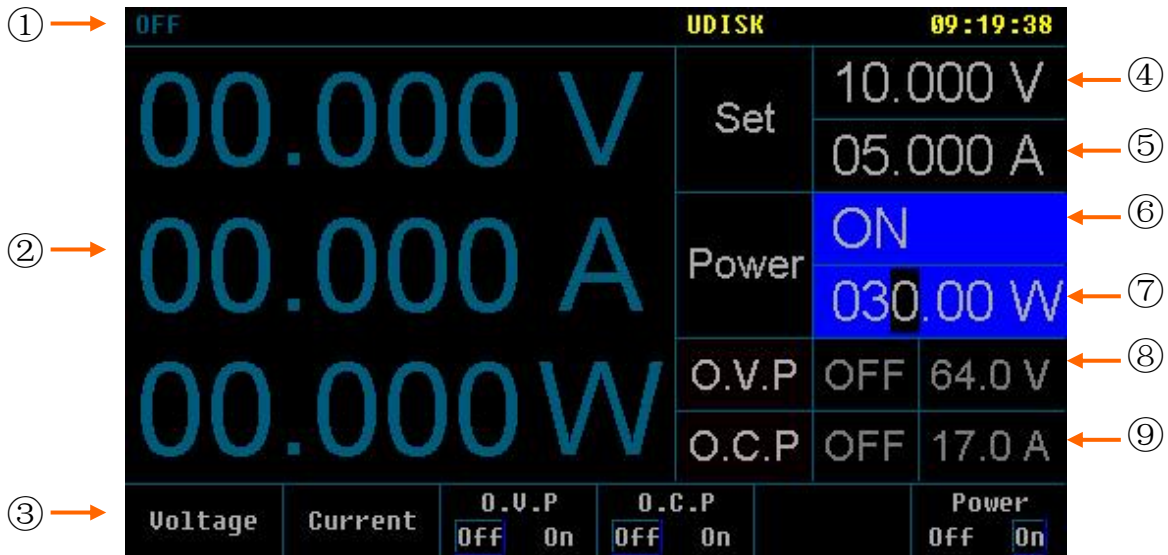 ① OFF UDISK 09:19:38
00.000 V
Set
10.000 V ④
05.000 A ⑤
② 00.000 A
Power
ON ⑥
030.00 W ⑦
00.000 W
O.V.P OFF 64.0 V ⑧
O.C.P OFF 17.0 A ⑨
③ Voltage Current O.V.P O.C.P Power
Off On Off On Off On